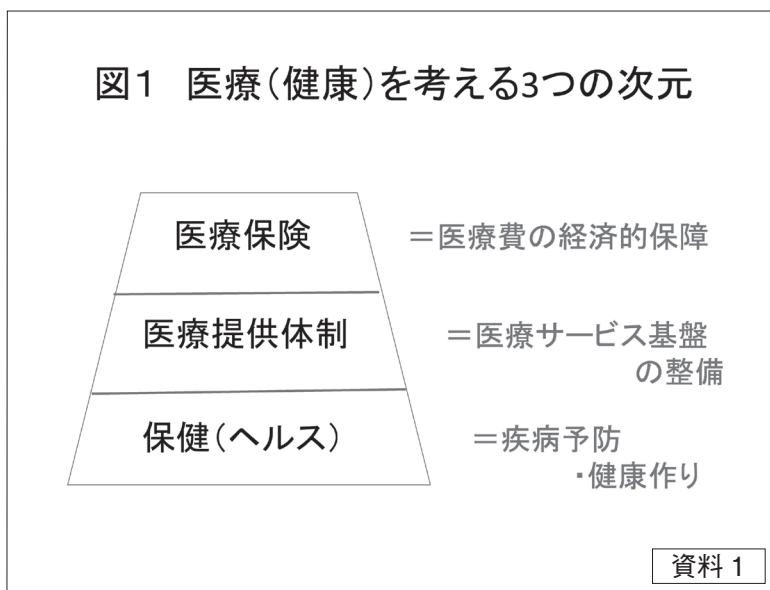 図1 医療(健康)を考える3つの次元
医療保険
=医療費の経済的保障
医療提供体制
=医療サービス基盤
の整備
保健(ヘルス)
=疾病予防
・健康作り
資料 1